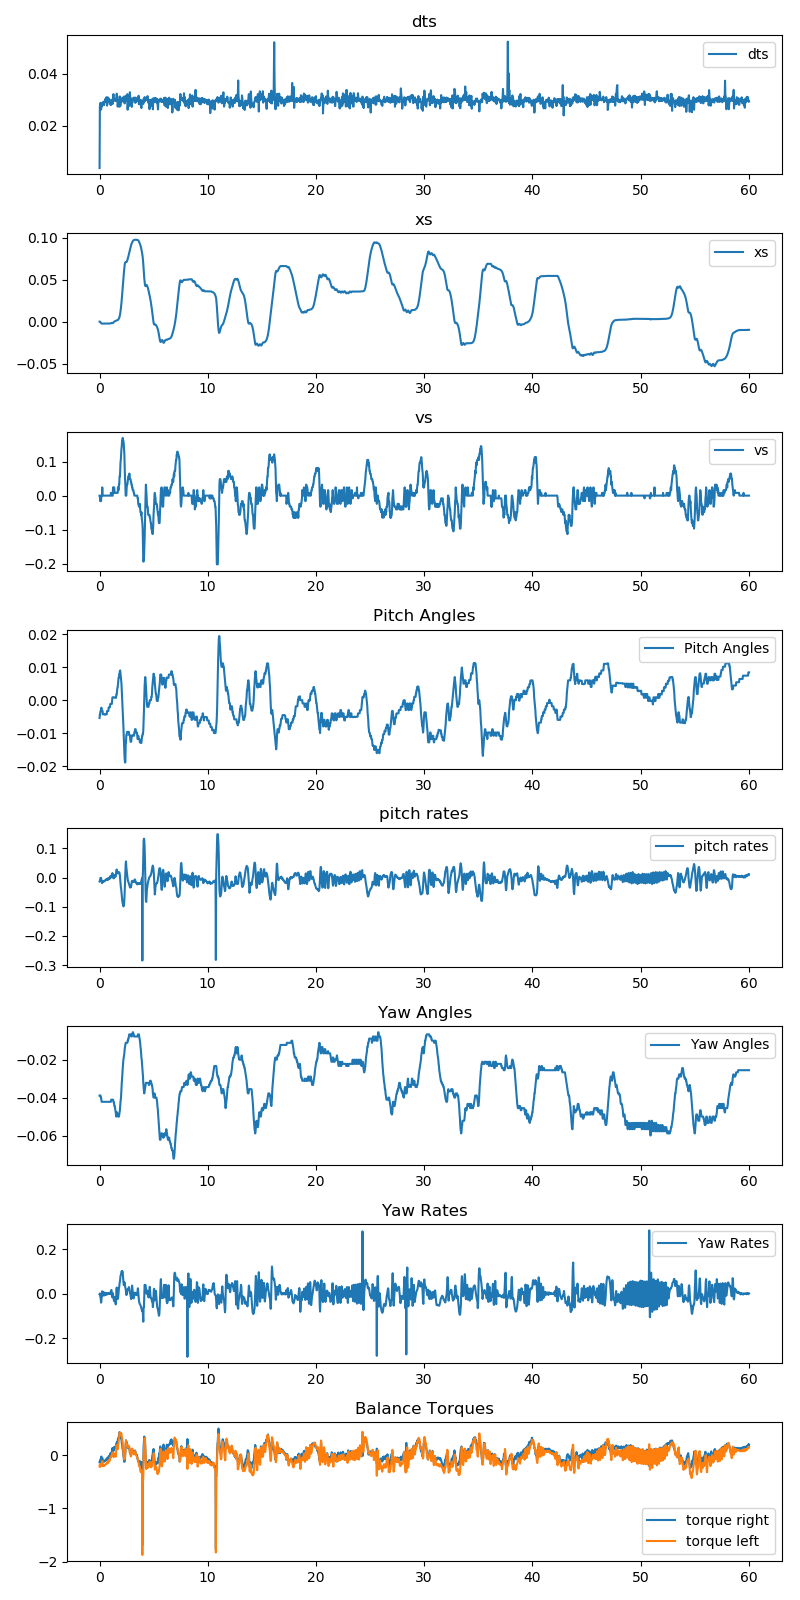 dts
dts
0.04
0.02
0 10 20 30 40 50 60
xs
xs
0.10
0.05
0.00
−0.05
0 10 20 30 40 50 60
vs
vs
0.1
0.0
−0.1
−0.2
0 10 20 30 40 50 60
Pitch Angles
Pitch Angles
0.02
0.01
0.00
−0.01
−0.02
0 10 20 30 40 50 60
pitch rates
pitch rates
0.1
0.0
−0.1
−0.2
−0.3
0 10 20 30 40 50 60
Yaw Angles
Yaw Angles
−0.02
−0.04
−0.06
0 10 20 30 40 50 60
Yaw Rates
Yaw Rates
0.2
0.0
−0.2
0 10 20 30 40 50 60
Balance Torques
0
−1
−2
torque right
torque left
0 10 20 30 40 50 60